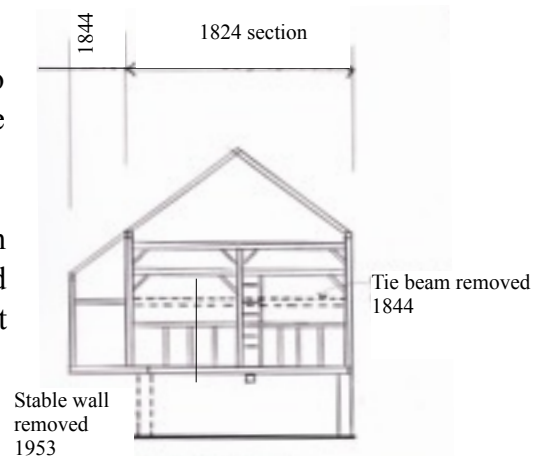 1844
1824 section
Tie beam removed
1844
Stable wall
removed
1953